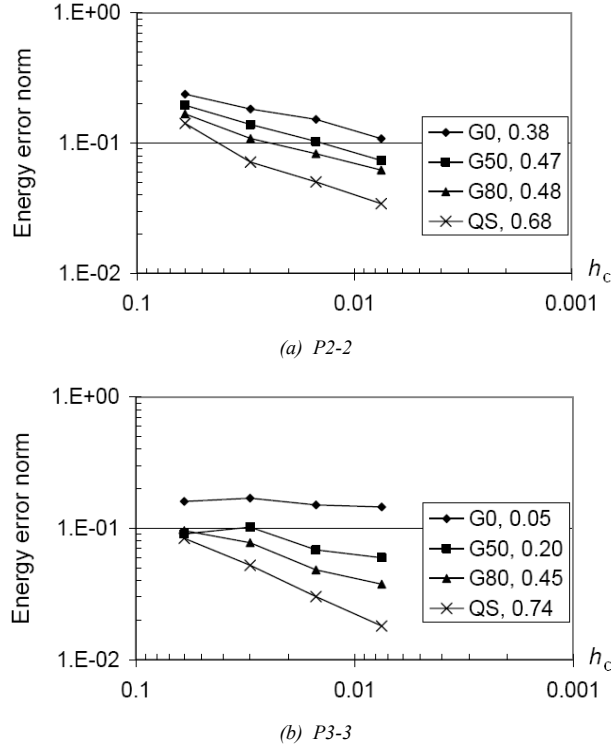 1.E+00
Energy error norm
1.E-01
1.E-02
G0, 0.38
G50, 0.47
G80, 0.48
QS, 0.68
hc
0.1
0.01
0.001
(a) P2-2
1.E+00
Energy error norm
1.E-01
1.E-02
G0, 0.05
G50, 0.20
G80, 0.45
QS, 0.74
hc
0.1
0.01
0.001
(b) P3-3